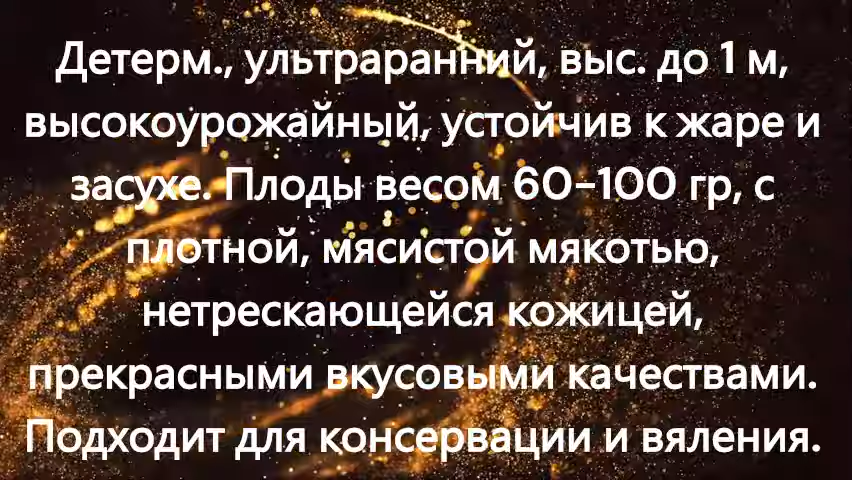 Детерм., ультраранний, выс. до 1 м,
высокоурожайный, устойчив к жаре и
засухе. Плоды весом 60-100 гр, с
плотной, мясистой мякотью,
нетрескающейся кожицей,
прекрасными вкусовыми качествами.
Подходит для консервации и вяления.